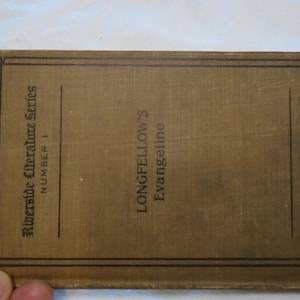 Riverside Literature Series
NUMBER 1
LONGFELLOW'S
Evangeline